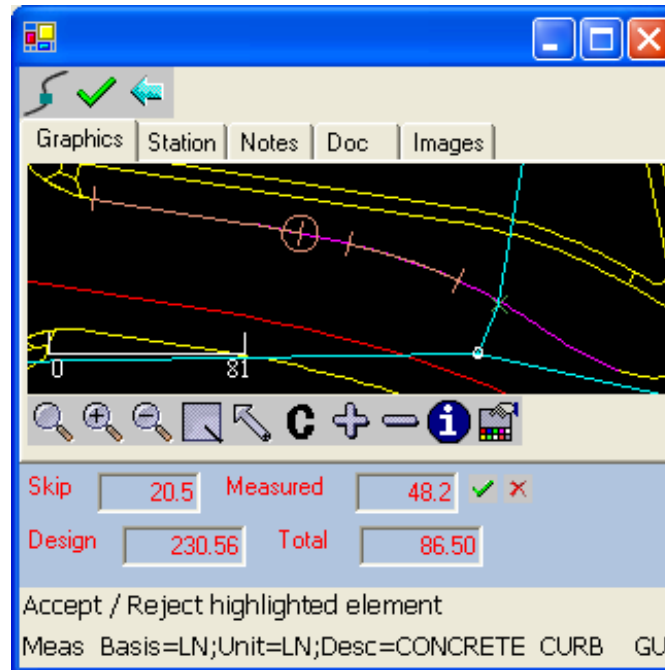 Graphics Station Notes Doc Images
0 81
C i
Skip 20.5 Measured 48.2
Design 230.56 Total 86.50
Accept / Reject highlighted element
Meas Basis=LN;Unit=LN;Desc=CONCRETE CURB GU